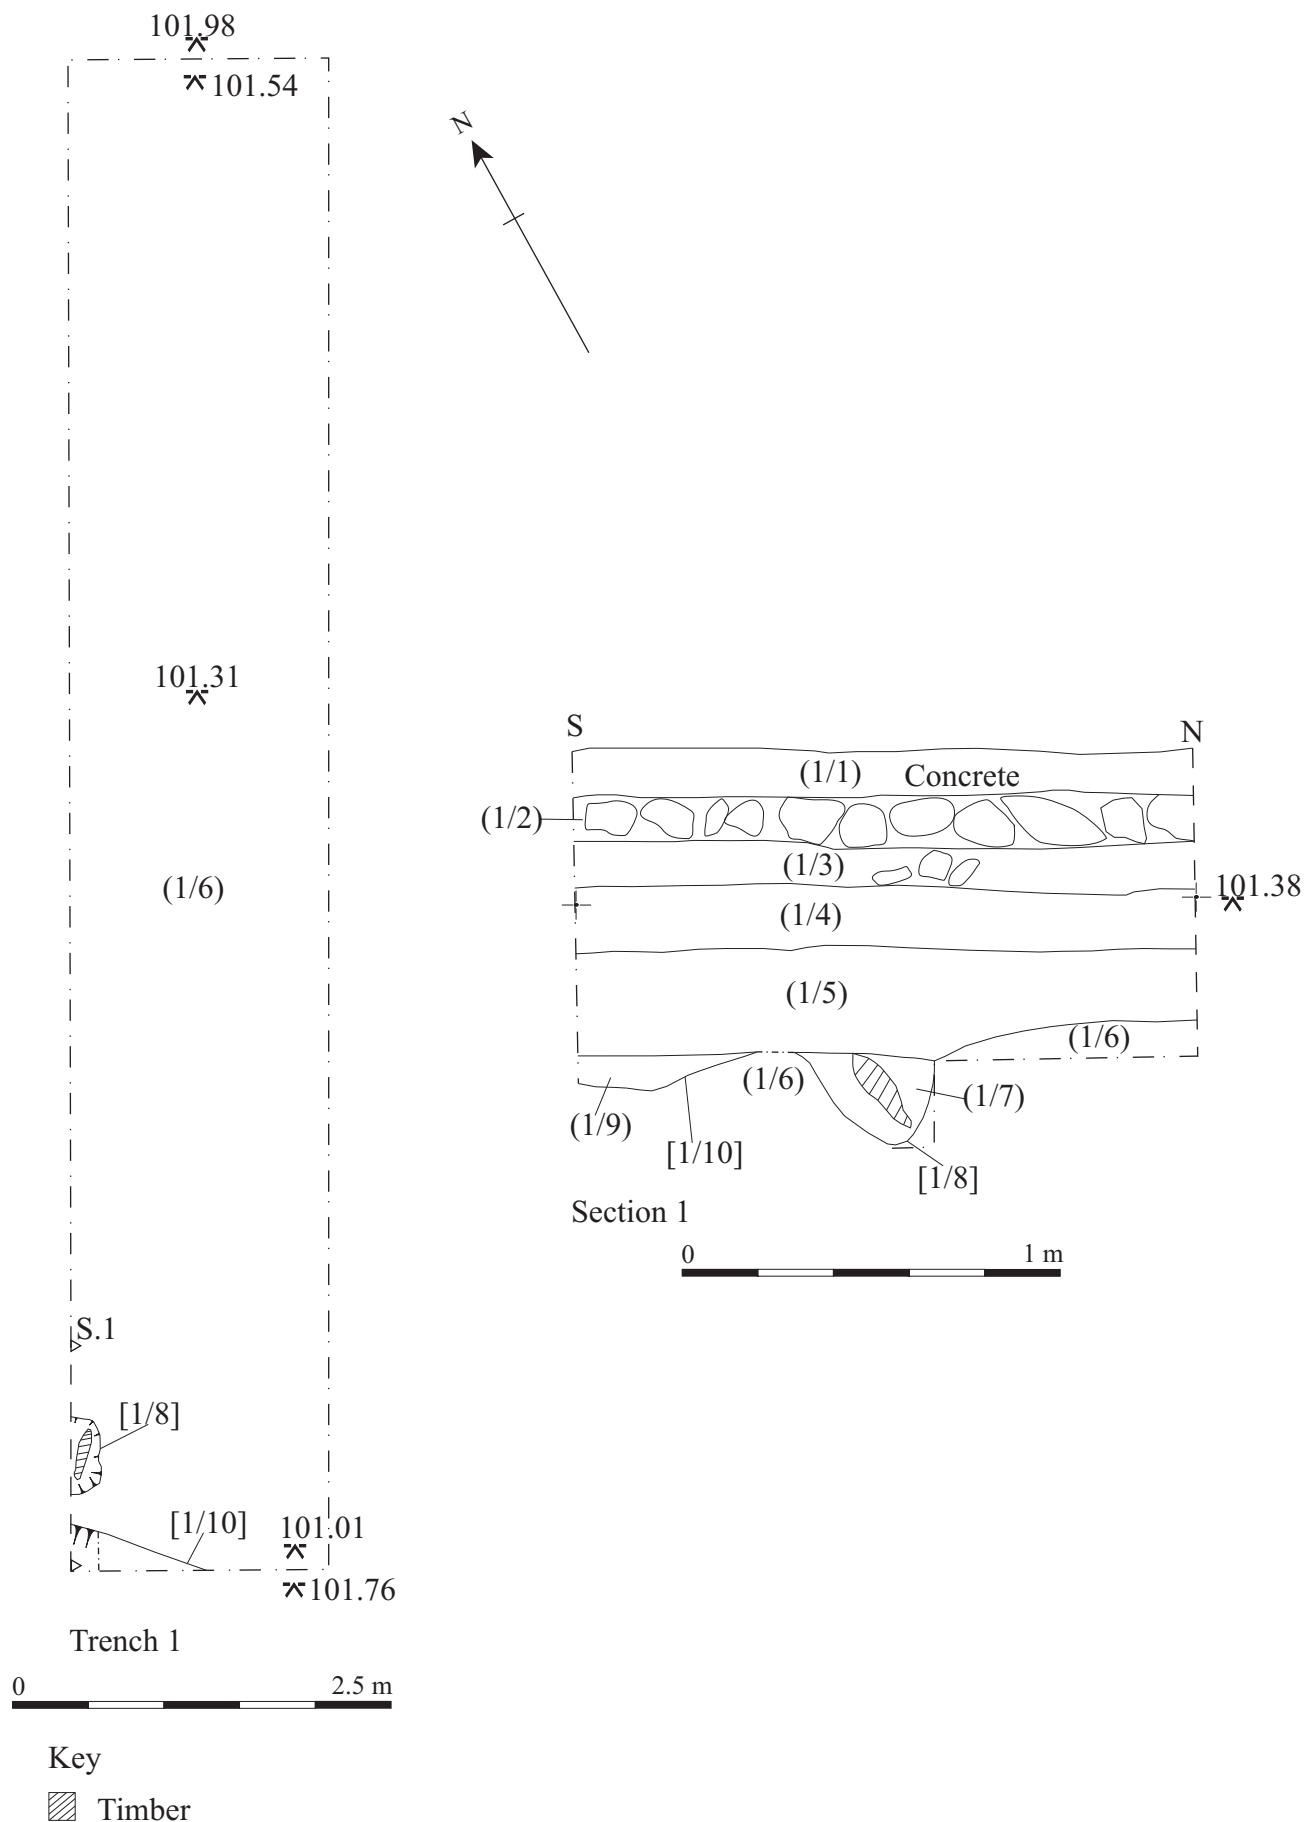 101.98
101.54
N
101.31
S
N
(1/1)
Concrete
(1/2)
(1/3)
(1/6)
101.38
(1/4)
(1/5)
(1/6)
(1/6)
(1/7)
(1/9)
[1/10]
[1/8]
Section 1
0
1 m
S.1
[1/8]
[1/10]
101.01
101.76
Trench 1
0
2.5 m
Key
Timber